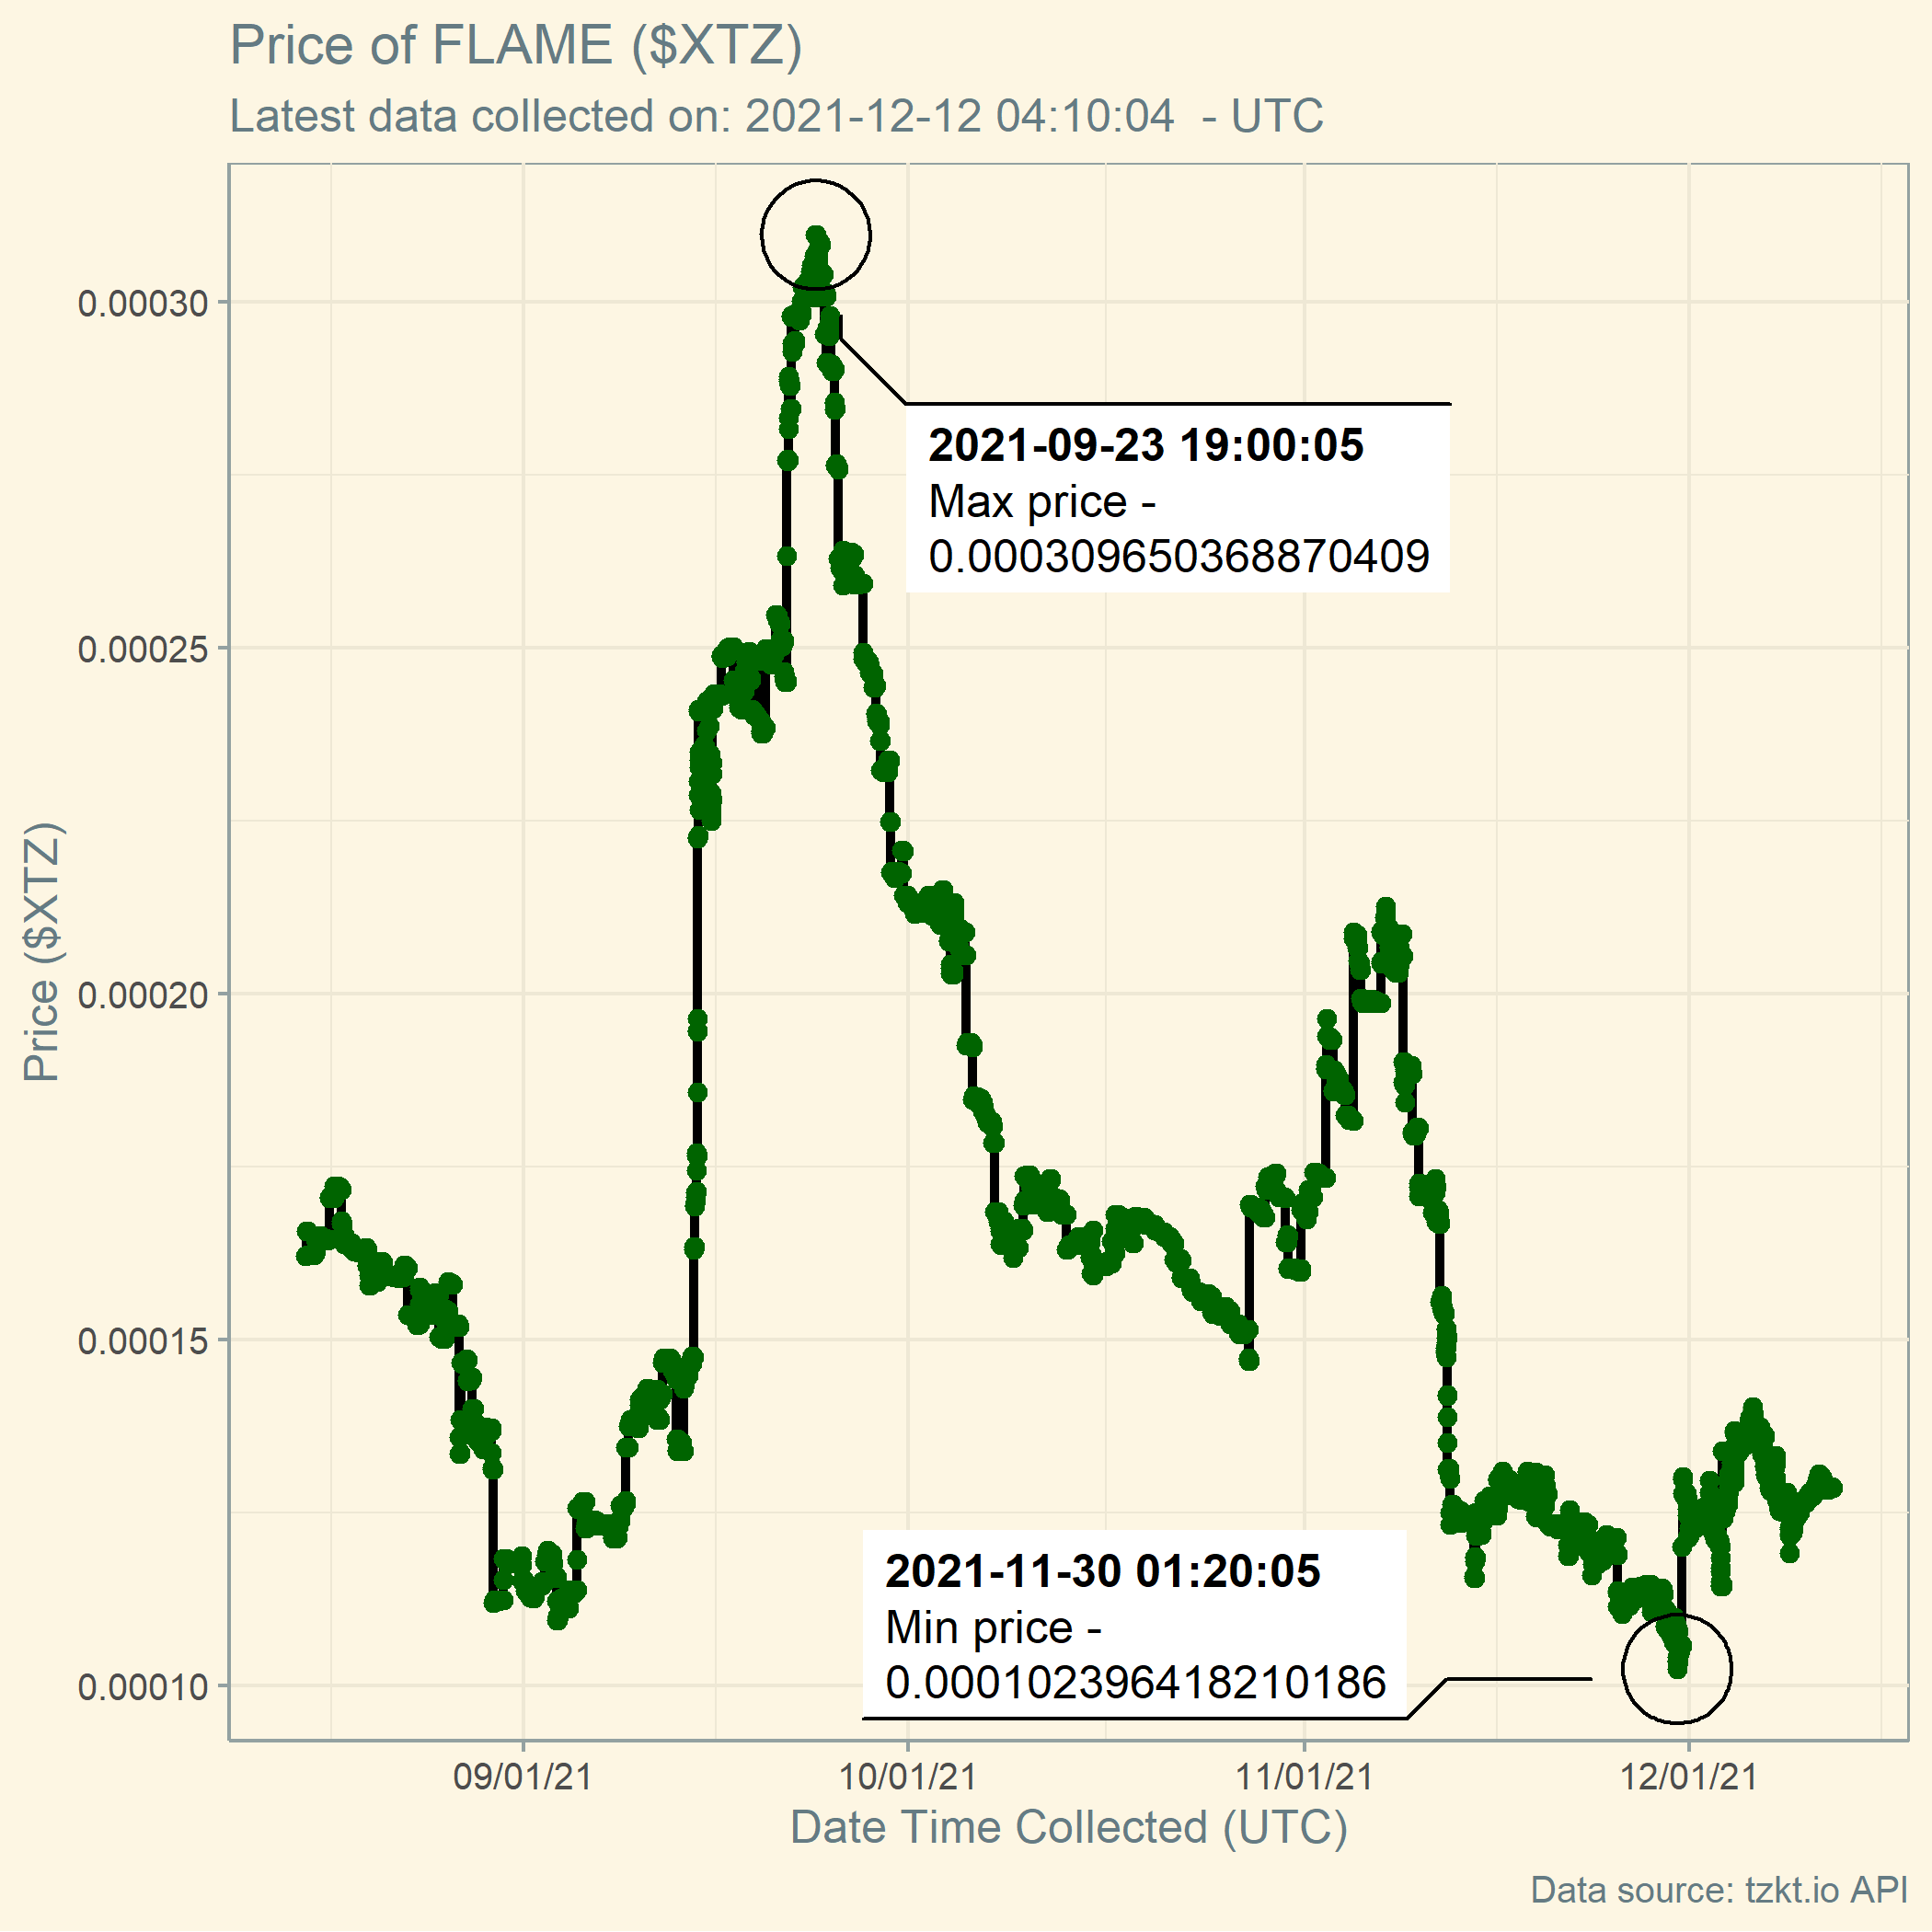 Price of FLAME ($XTZ)
Latest data collected on: 2021-12-12 04:10:04  - UTC
Price ($XTZ)
0.00030
0.00025
0.00020
0.00015
0.00010
2021-09-23 19:00:05
Max price -
0.000309650368870409
2021-11-30 01:20:05
Min price -
0.000102396418210186
09/01/21
10/01/21
11/01/21
12/01/21
Date Time Collected (UTC)
Data source: tzkt.io API